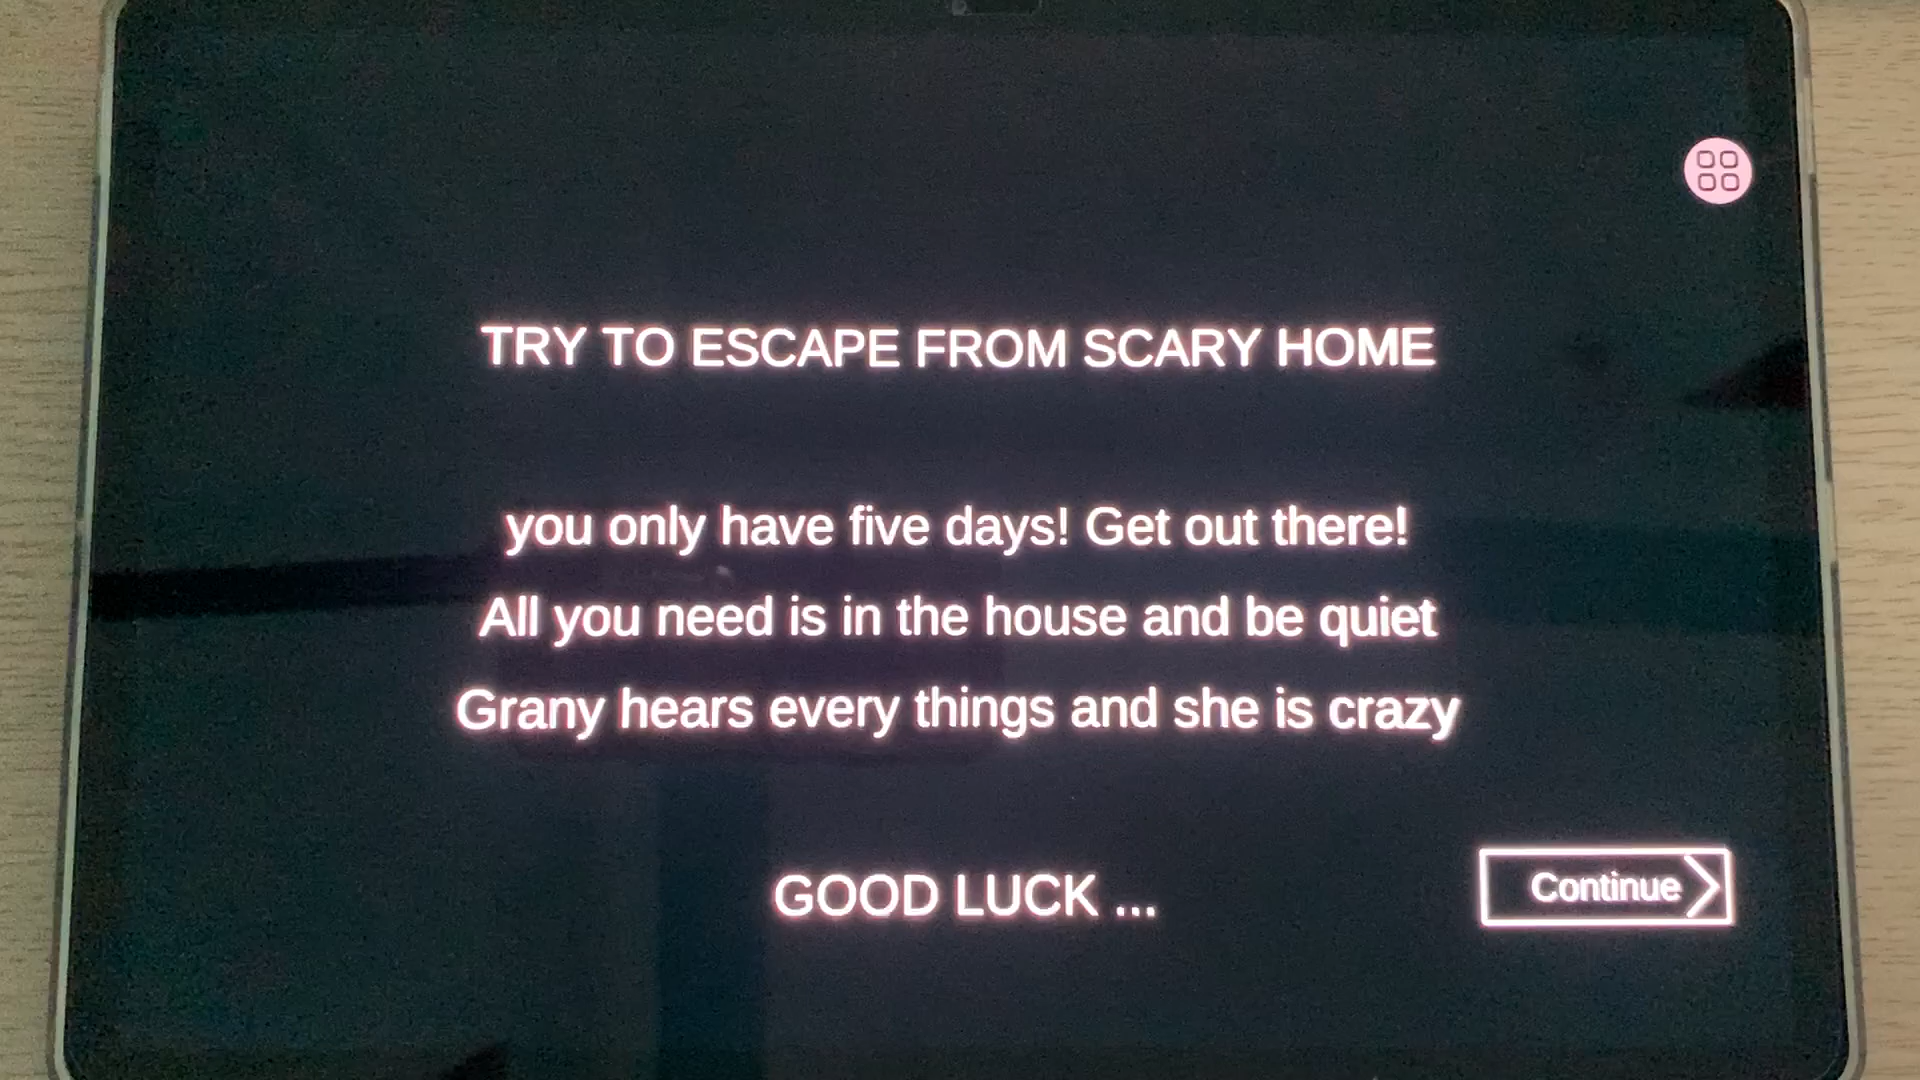 TRY TO ESCAPE FROM SCARY HOME
you only have five days! Get out there!
All you need is in the house and be quiet
Grany hears every things and she is crazy
GOOD LUCK ...
Continue